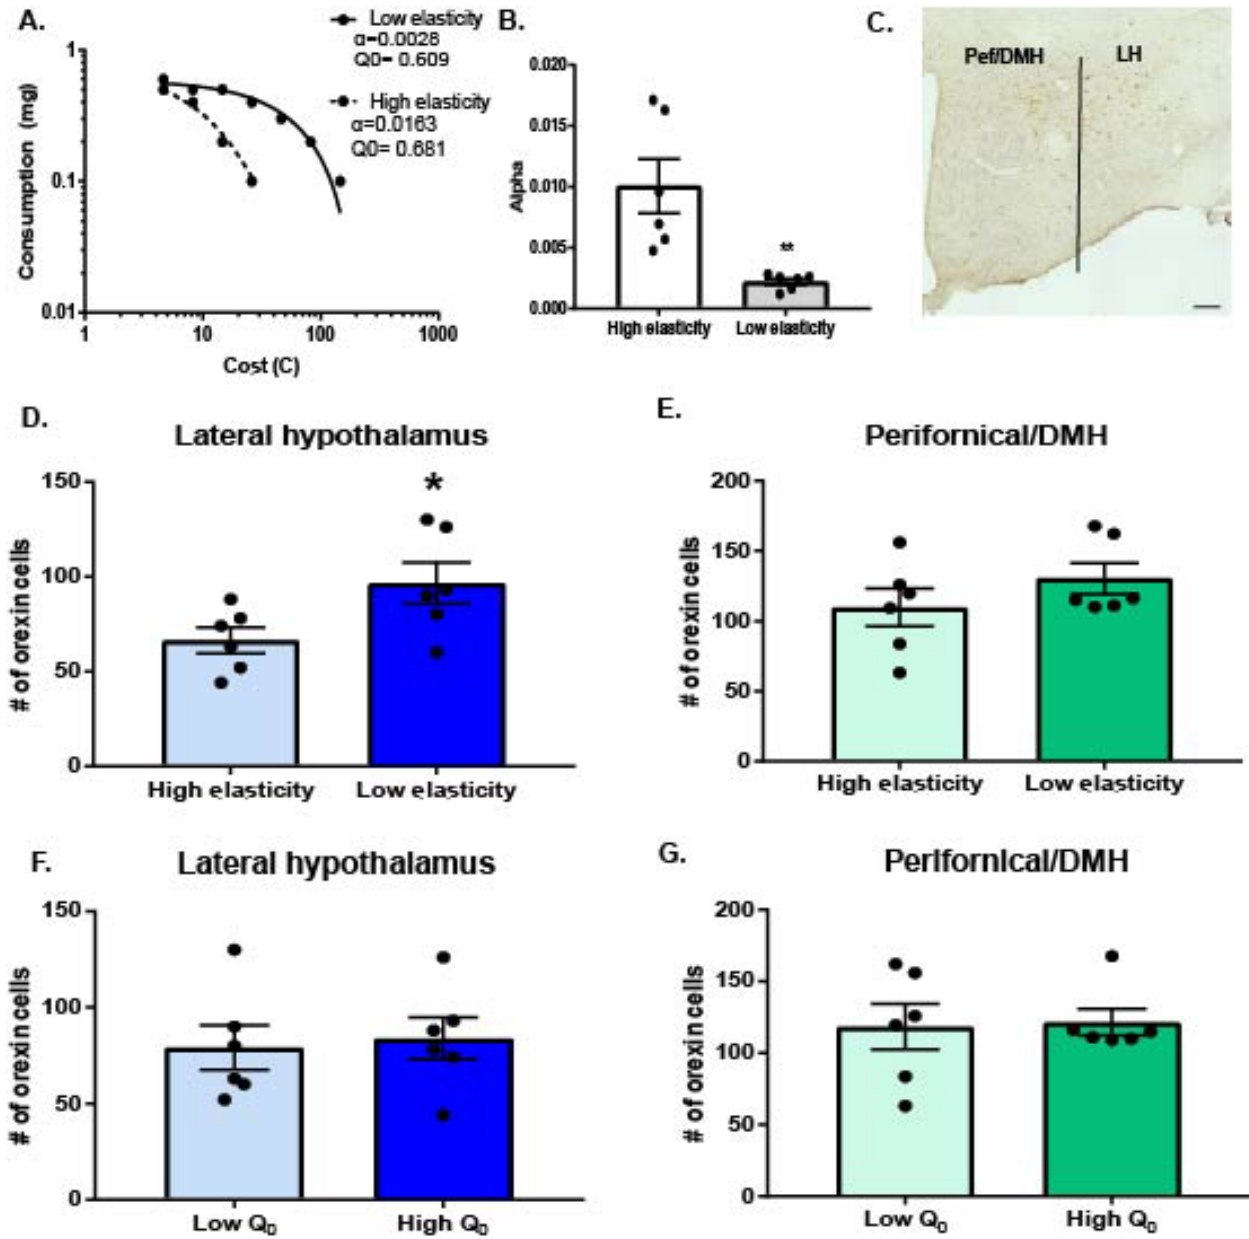 A.
Low elasticity
α=0.0028
Q0= 0.609
High elasticity
α=0.0163
Q0= 0.681
Consumption (mg)
1
0.1
0.01
1
10
100
1000
Cost (C)
B.
Alpha
0.020
0.015
0.010
0.005
0.000
**
High elasticity
Low elasticity
C.
Pef/DMH
LH
D.
Lateral hypothalamus
# of orexin cells
150
100
50
0
*
High elasticity
Low elasticity
E.
Perifornical/DMH
# of orexin cells
200
150
100
50
0
High elasticity
Low elasticity
F.
Lateral hypothalamus
# of orexin cells
150
100
50
0
Low Q₀
High Q₀
G.
Perifornical/DMH
# of orexin cells
200
150
100
50
0
Low Q₀
High Q₀